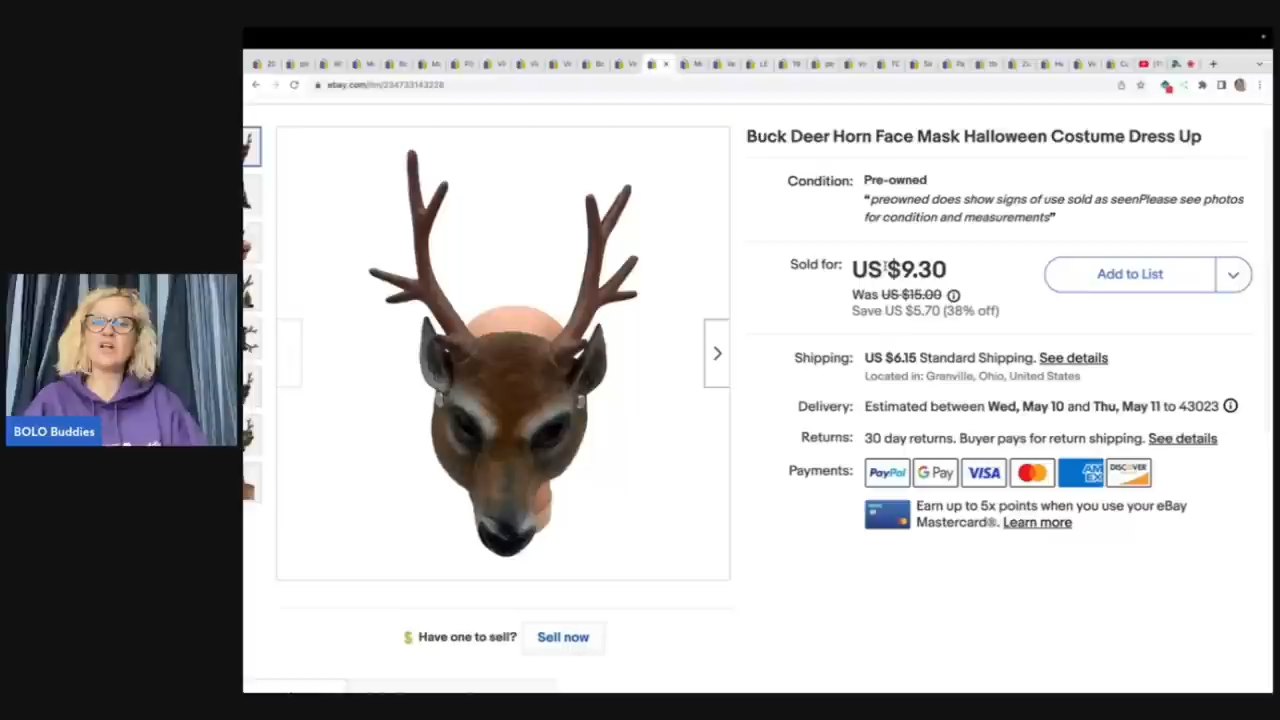 ebay.com/itm/234733143228
Buck Deer Horn Face Mask Halloween Costume Dress Up
Condition: Pre-owned
“preowned does show signs of use sold as seenPlease see photos
for condition and measurements”
Sold for: US $9.30
Add to List
Was US $15.00
Save US $5.70 (38% off)
Shipping: US $6.15 Standard Shipping. See details
Located in: Granville, Ohio, United States
Delivery: Estimated between Wed, May 10 and Thu, May 11 to 43023
BOLO Buddies
Returns: 30 day returns. Buyer pays for return shipping. See details
Payments: PayPal G Pay VISA AM EX DISCOVER
Earn up to 5x points when you use your eBay
Mastercard®. Learn more
$ Have one to sell? Sell now